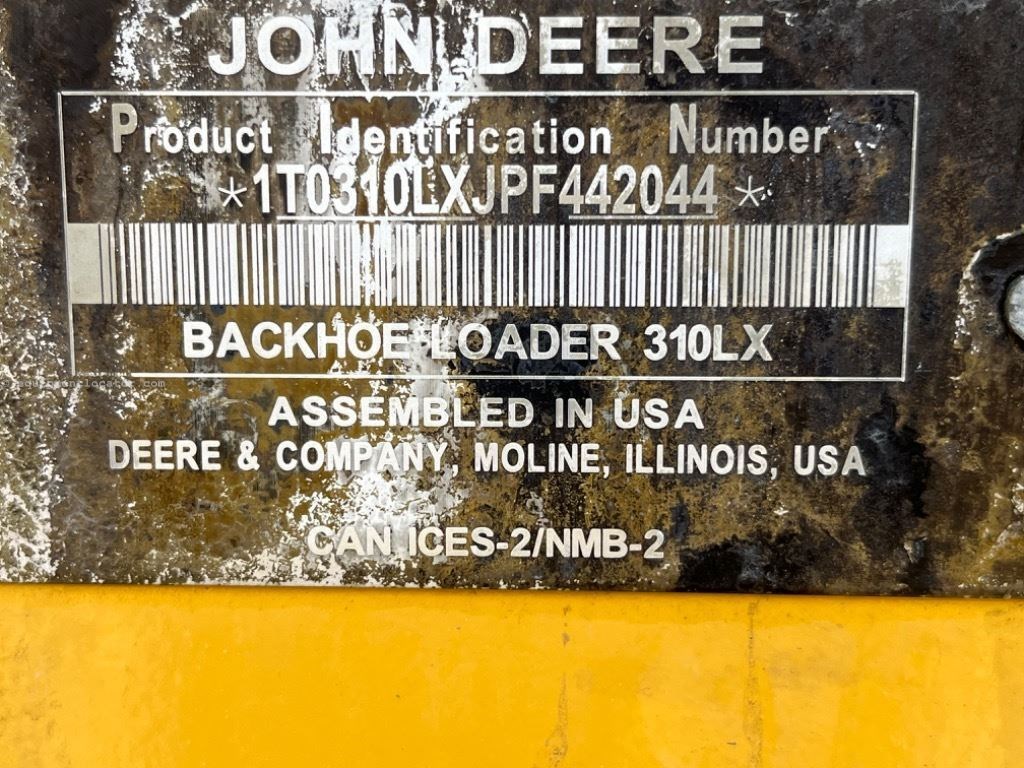 JOHN DEERE
Product Identification Number
*1T0310LXJPF442044*
BACKHOE LOADER 310LX
ASSEMBLED IN USA
DEERE & COMPANY, MOLINE, ILLINOIS, USA
CAN ICES-2/NMB-2